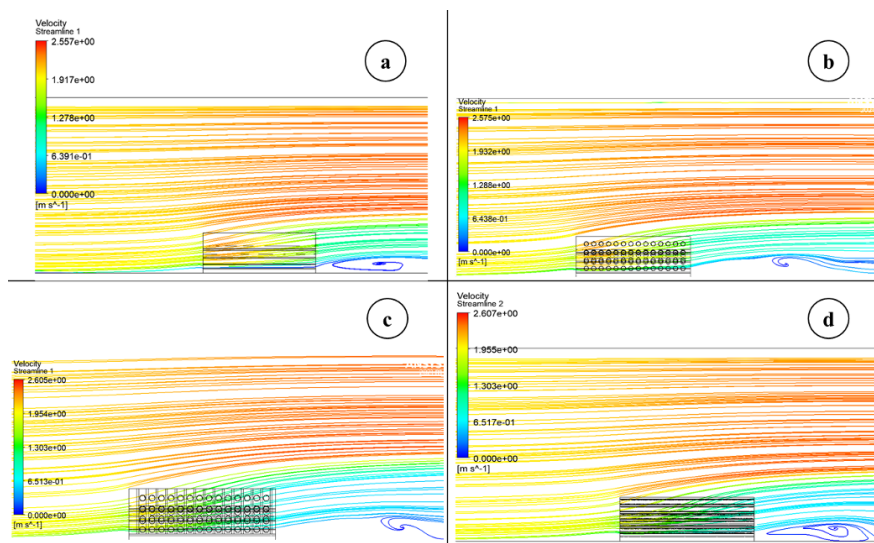 Velocity
Streamline 1
2.557e+00
1.917e+00
1.278e+00
6.391e-01
0.000e+00
[m s^-1]
a
Velocity
Streamline 1
2.575e+00
1.932e+00
1.288e+00
6.438e-01
0.000e+00
[m s^-1]
b
Velocity
Streamline 1
2.605e+00
1.954e+00
1.303e+00
6.513e-01
0.000e+00
[m s^-1]
c
Velocity
Streamline 2
2.607e+00
1.955e+00
1.303e+00
6.517e-01
0.000e+00
[m s^-1]
d